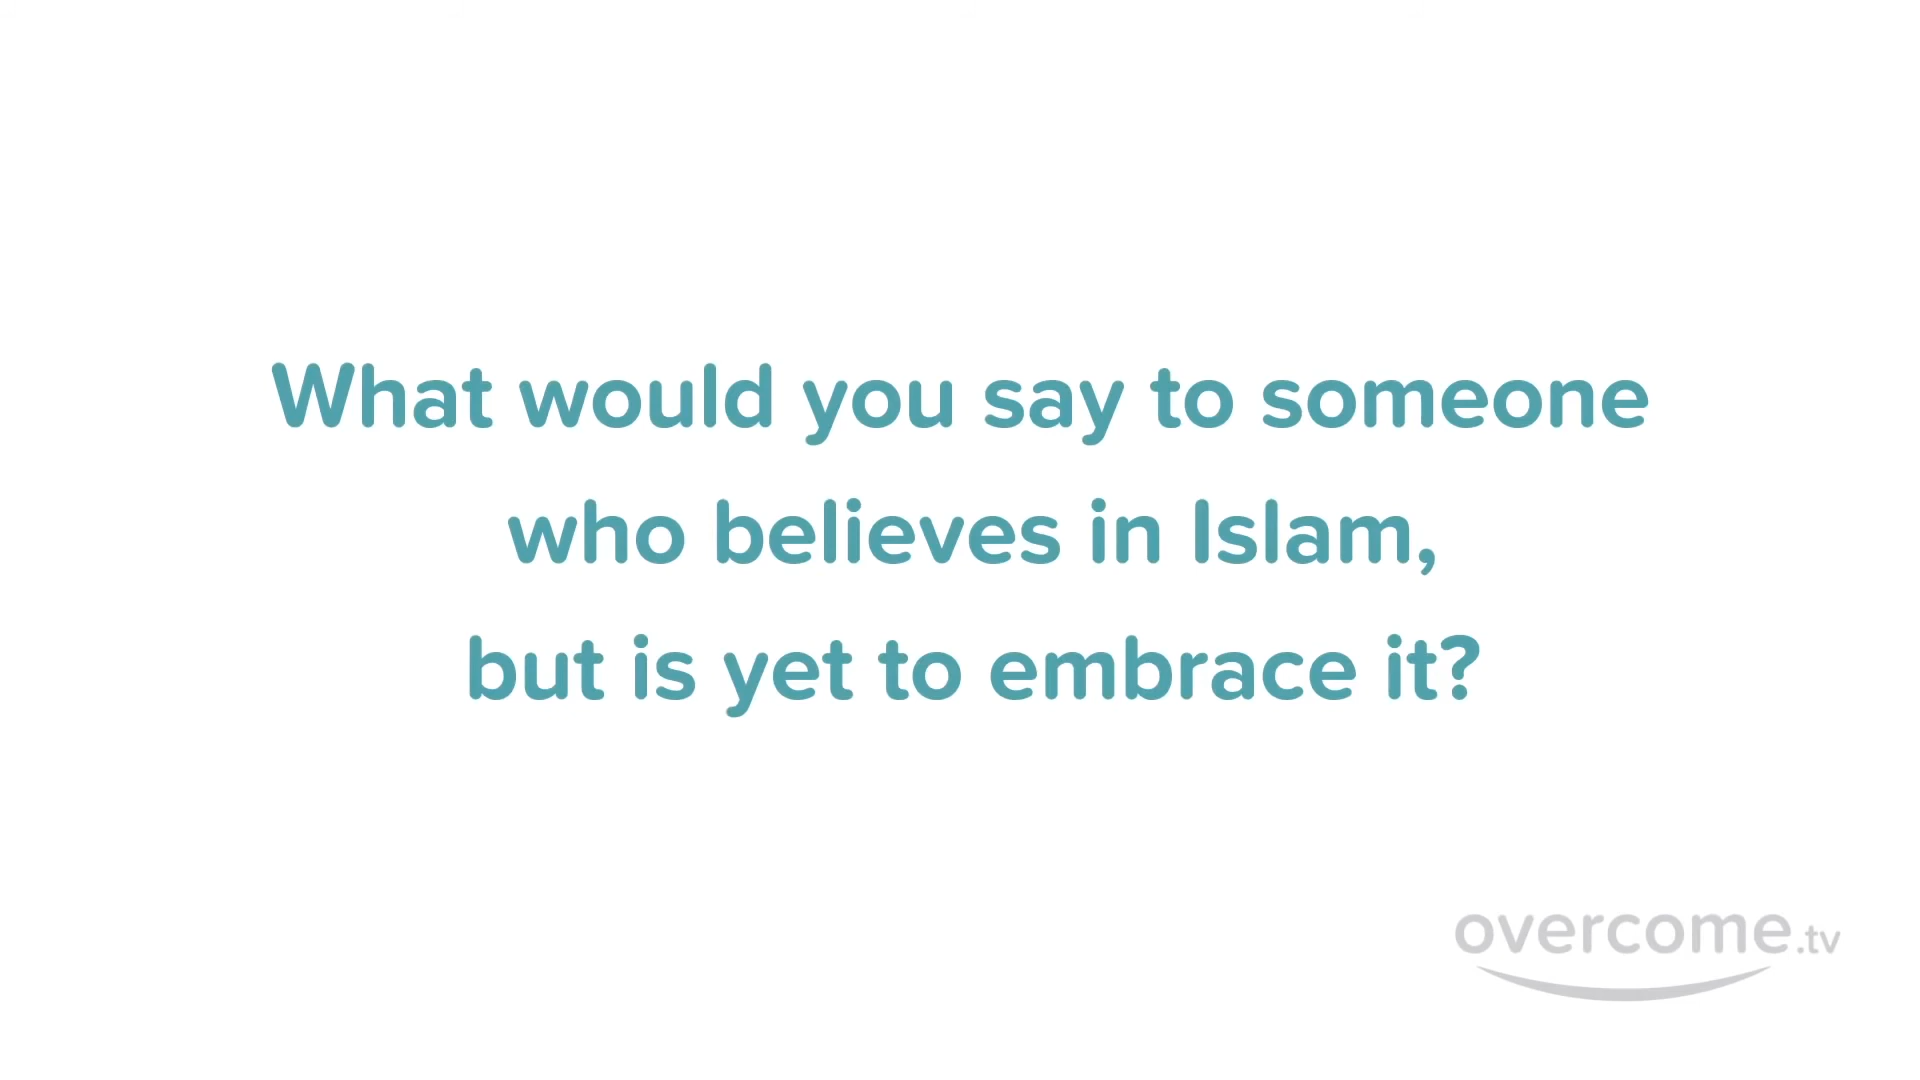 What would you say to someone
who believes in Islam,
but is yet to embrace it?
overcome.tv